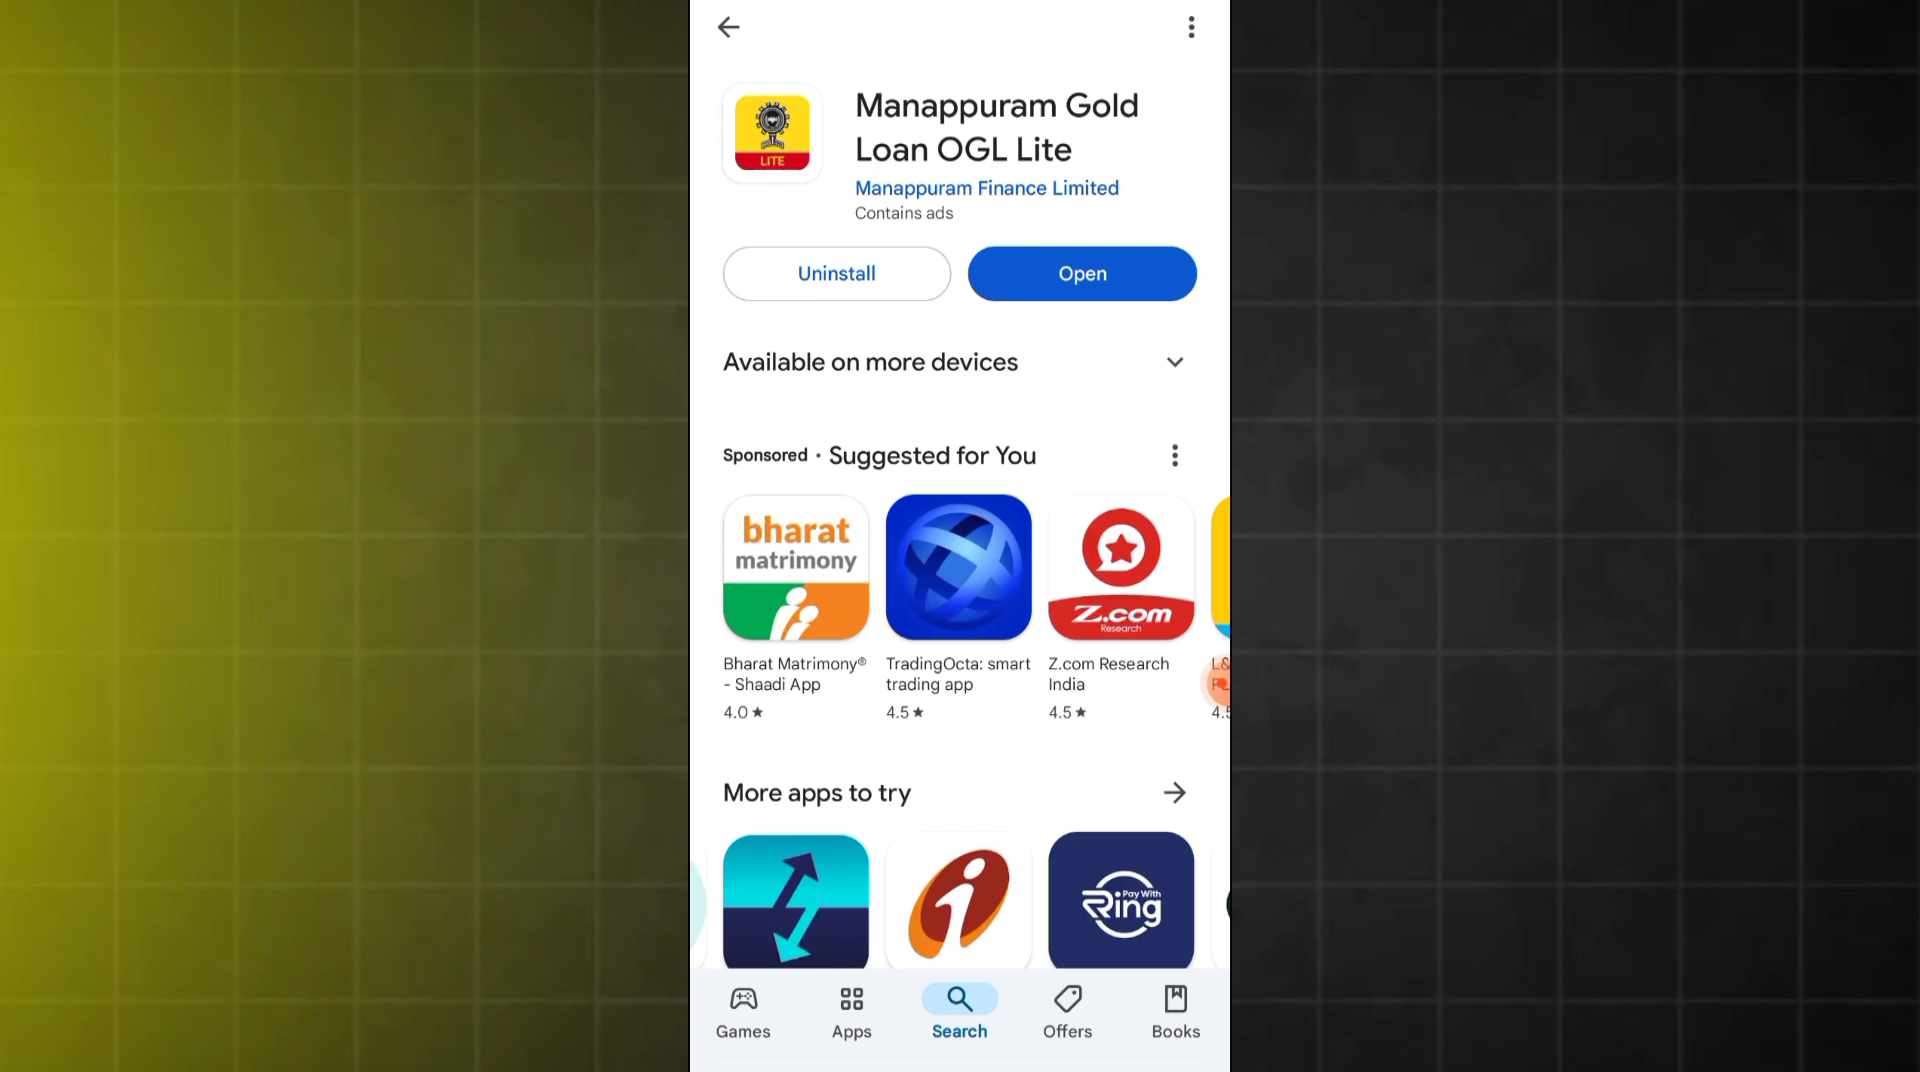 Manappuram Gold
Loan OGL Lite
LITE
Manappuram Finance Limited
Contains ads
Uninstall
Open
Available on more devices
Sponsored · Suggested for You
bharat
matrimony
Z.com
Research
Bharat Matrimony®
- Shaadi App
4.0 ★
TradingOcta: smart
trading app
4.5 ★
Z.com Research
India
4.5 ★
L&
4.5
More apps to try
Pay With
Ring
Games
Apps
Search
Offers
Books